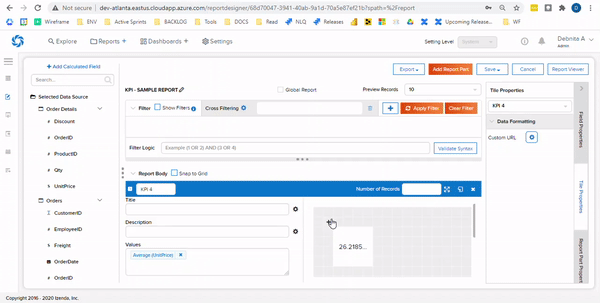 dev-atlanta.eastus.cloudapp.azure.com/reportdesigner/68d70047-3941-40ab-9a1d-70a5e87ef21b?spath=%2freport
Wireframe ENV Active Sprints BACKLOG Tools To Read NLQ Releases NLQ Upcoming Release... WF
Explore Reports + Dashboards + Settings
Setting Level System
D Debnita B
Admin
+ Add Calculated Field
Search...
Selected Data Source
Order Details
Discount
OrderID
ProductID
Qty
UnitPrice
Orders
CustomerID
EmployeeID
Freight
OrderDate
OrderID
Export Add Report Part Save Cancel Report Viewer
KPI - SAMPLE REPORT Global Report Preview Records 10
Filter Show Filters Cross Filtering Apply Filter Clear Filter
Filter Logic Example (1 OR 2) AND (3 OR 4) Validate Syntax
Report Body Snap to Grid
KPI 4 Number of Records
Title
Description
Values
Average (UnitPrice) ×
26.2185...
Tile Properties
KPI 4
Data Formatting
Custom URL
Field Properties
Tile Properties
Report Part Propert
Copyright 2016 - 2020 Izenda, Inc.